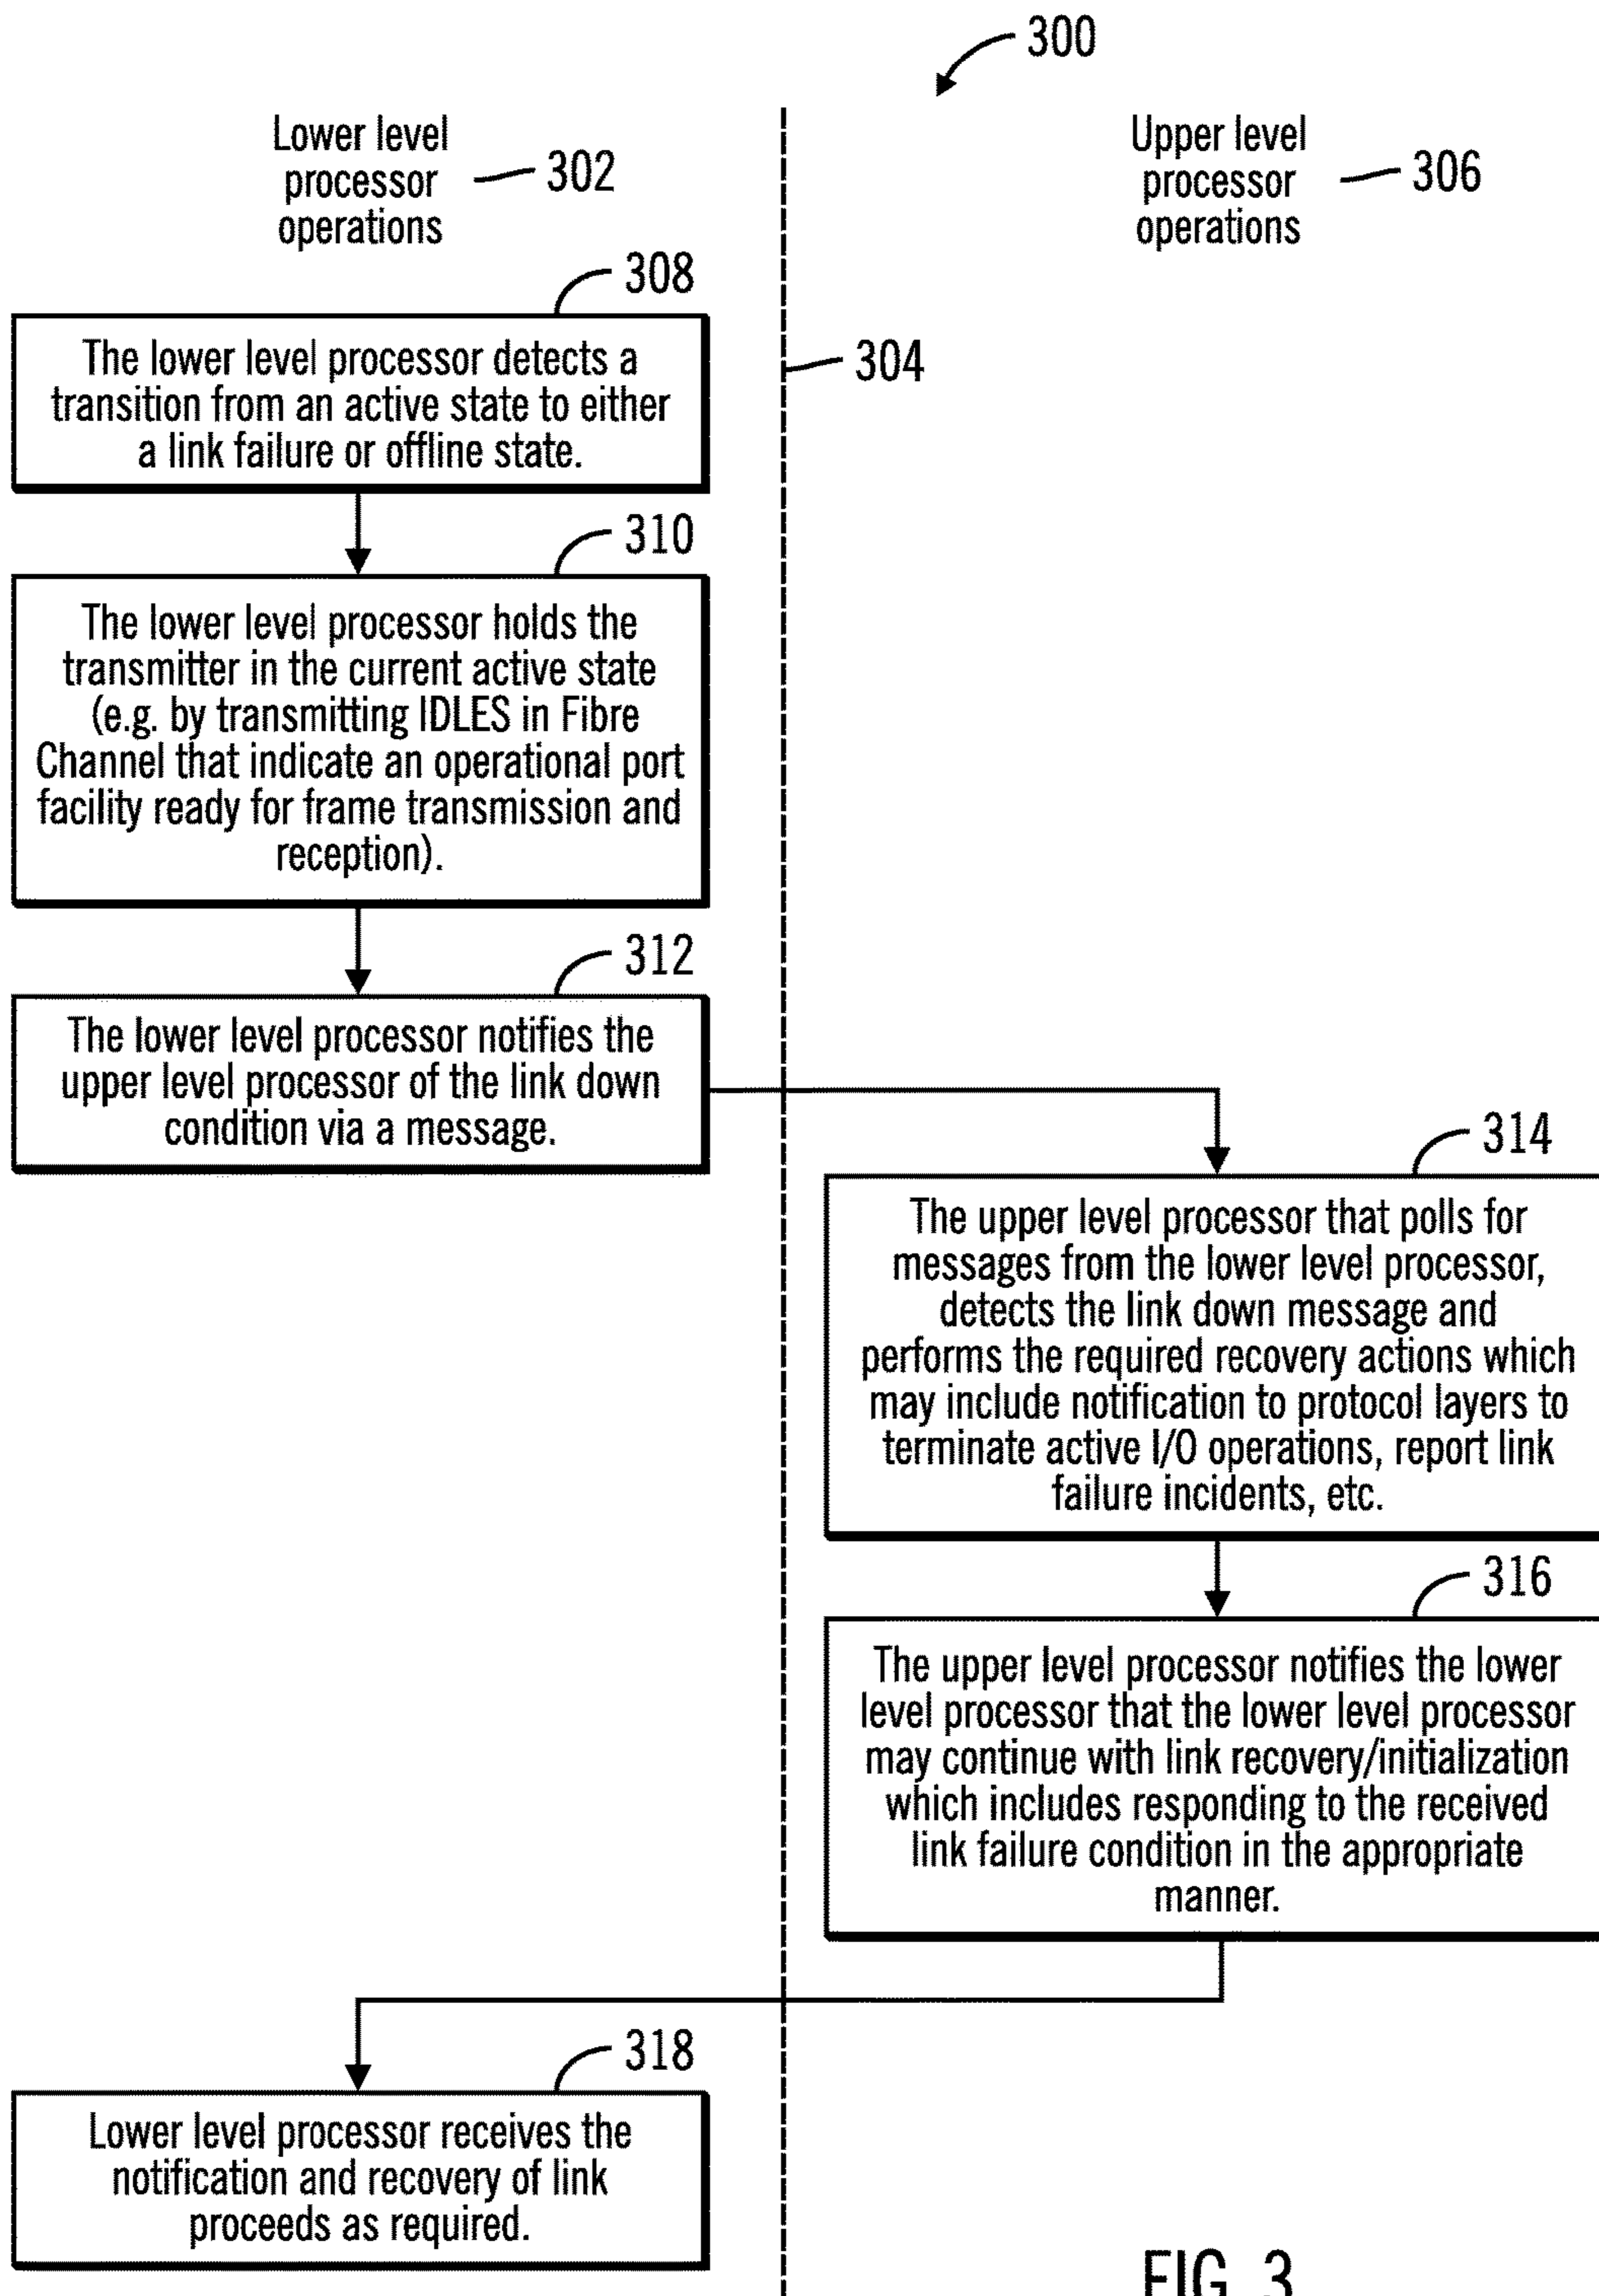 300
Lower level
processor
operations
302
Upper level
processor
operations
306
308
The lower level processor detects a
transition from an active state to either
a link failure or offline state.
304
310
The lower level processor holds the
transmitter in the current active state
(e.g. by transmitting IDLES in Fibre
Channel that indicate an operational port
facility ready for frame transmission and
reception).
312
The lower level processor notifies the
upper level processor of the link down
condition via a message.
314
The upper level processor that polls for
messages from the lower level processor,
detects the link down message and
performs the required recovery actions which
may include notification to protocol layers to
terminate active I/O operations, report link
failure incidents, etc.
316
The upper level processor notifies the lower
level processor that the lower level processor
may continue with link recovery/initialization
which includes responding to the received
link failure condition in the appropriate
manner.
318
Lower level processor receives the
notification and recovery of link
proceeds as required.
FIG. 3